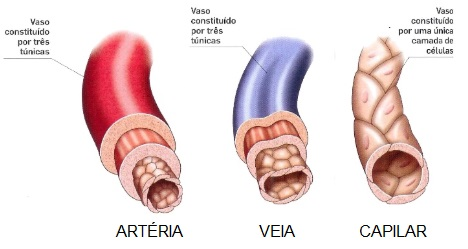 Vaso
constituído
por três
túnicas
Vaso
constituído
por três
túnicas
Vaso
constituído
por uma única
camada de
células
ARTÉRIA
VEIA
CAPILAR